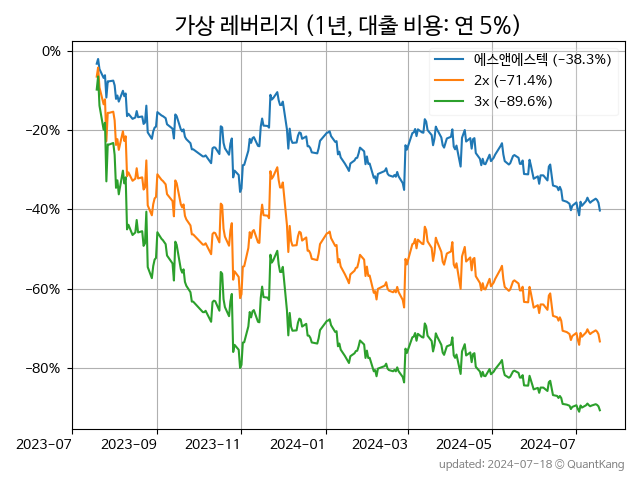 가상 레버리지 (1년, 대출 비용: 연 5%)
에스앤에스텍 (−38.3%)
2x (−71.4%)
3x (−89.6%)
0%
−20%
−40%
−60%
−80%
2023-07 2023-09 2023-11 2024-01 2024-03 2024-05 2024-07
updated: 2024-07-18 © QuantKang